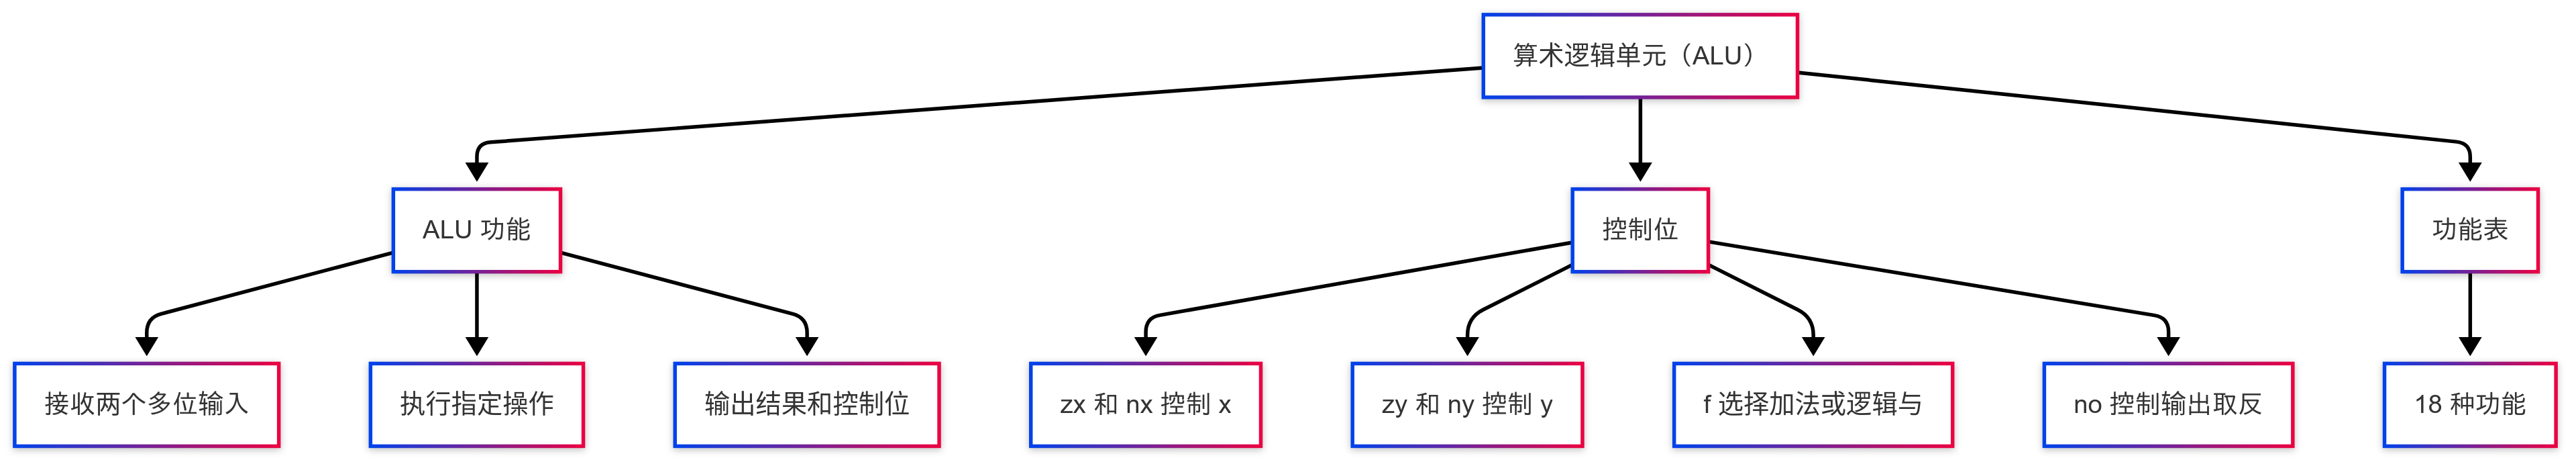 算术逻辑单元（ALU）
ALU 功能
控制位
功能表
接收两个多位输入
执行指定操作
输出结果和控制位
zx 和 nx 控制 x
zy 和 ny 控制 y
f 选择加法或逻辑与
no 控制输出取反
18 种功能